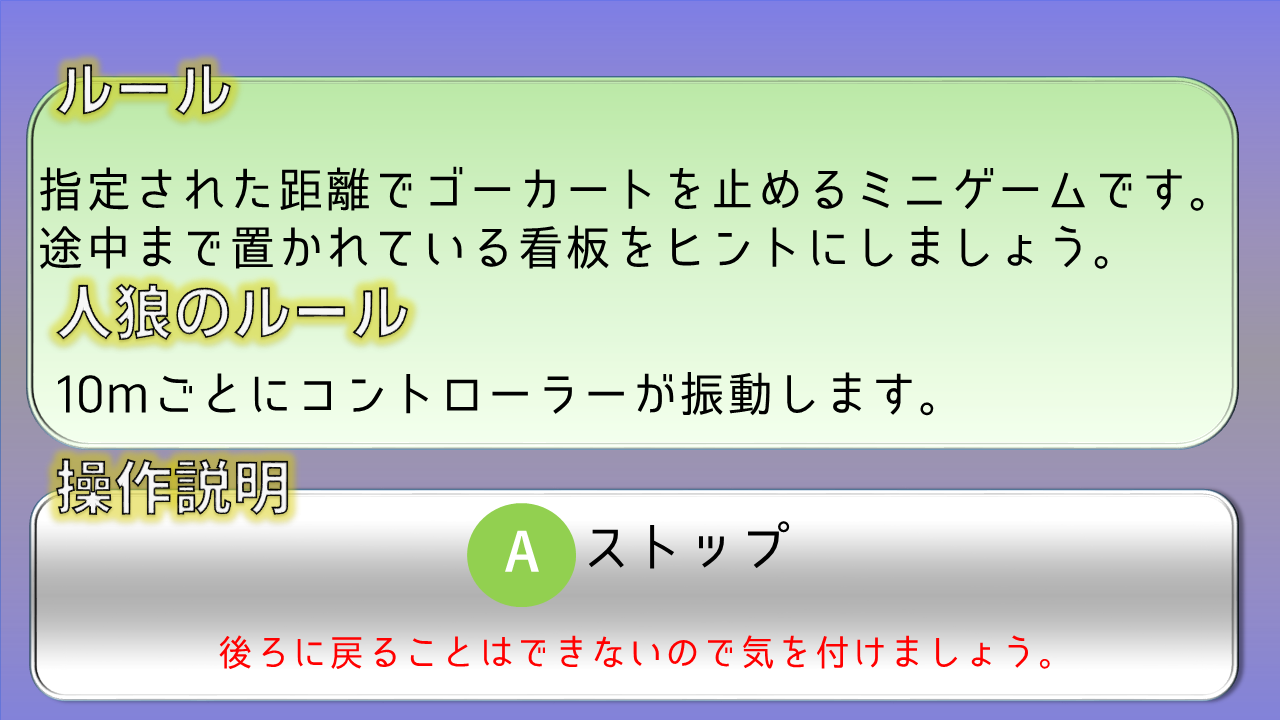 ルール
指定された距離でゴーカートを止めるミニゲームです。
途中まで置かれている看板をヒントにしましょう。
人狼のルール
10mごとにコントローラーが振動します。
操作説明
A ストップ
後ろに戻ることはできないので気を付けましょう。